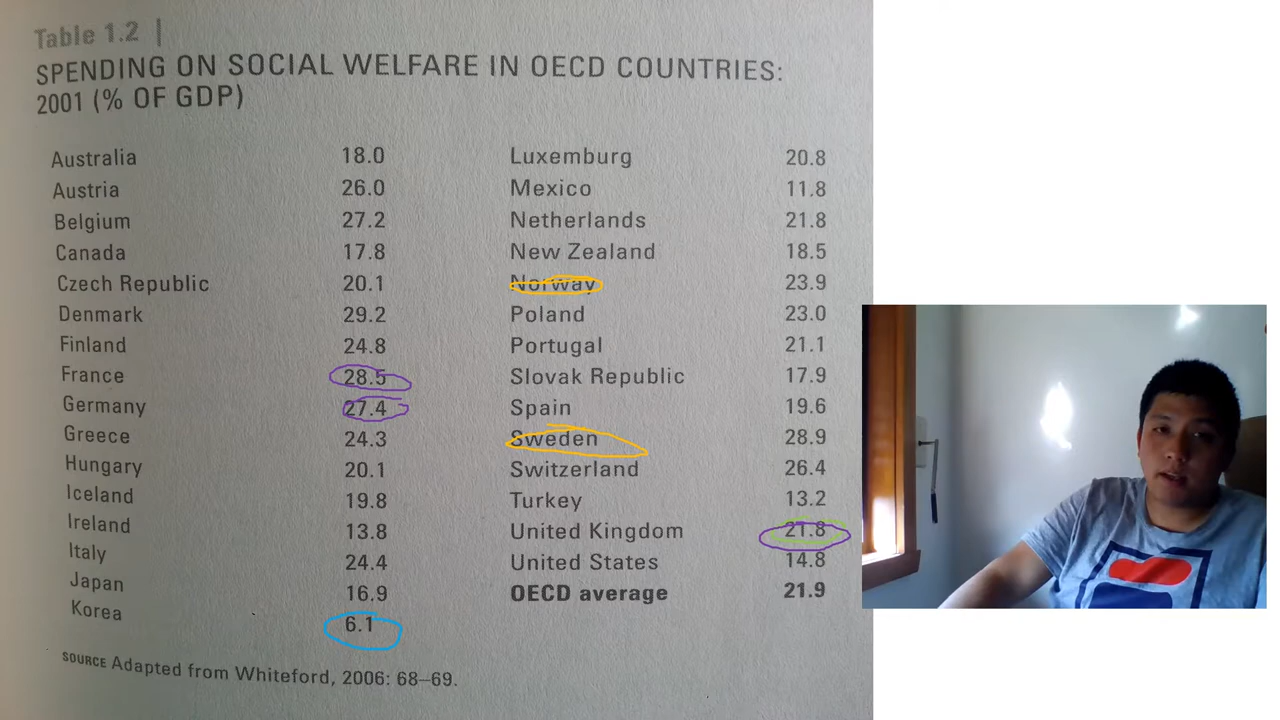 Table 1.2 |
SPENDING ON SOCIAL WELFARE IN OECD COUNTRIES:
2001 (% OF GDP)
Australia 18.0 Luxemburg 20.8
Austria 26.0 Mexico 11.8
Belgium 27.2 Netherlands 21.8
Canada 17.8 New Zealand 18.5
Czech Republic 20.1 Norway 23.9
Denmark 29.2 Poland 23.0
Finland 24.8 Portugal 21.1
France 28.5 Slovak Republic 17.9
Germany 27.4 Spain 19.6
Greece 24.3 Sweden 28.9
Hungary 20.1 Switzerland 26.4
Iceland 19.8 Turkey 13.2
Ireland 13.8 United Kingdom 21.8
Italy 24.4 United States 14.8
Japan 16.9 OECD average 21.9
Korea 6.1
SOURCE Adapted from Whiteford, 2006: 68–69.